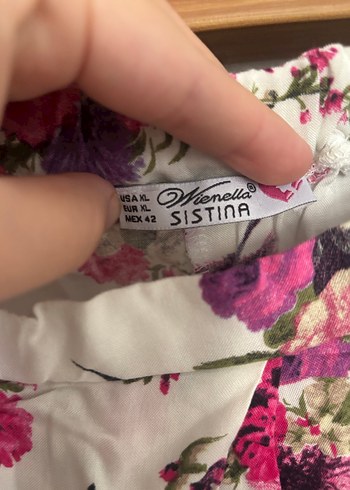 USA XL
EUR XL
MEX 42
Wienella®
SISTINA